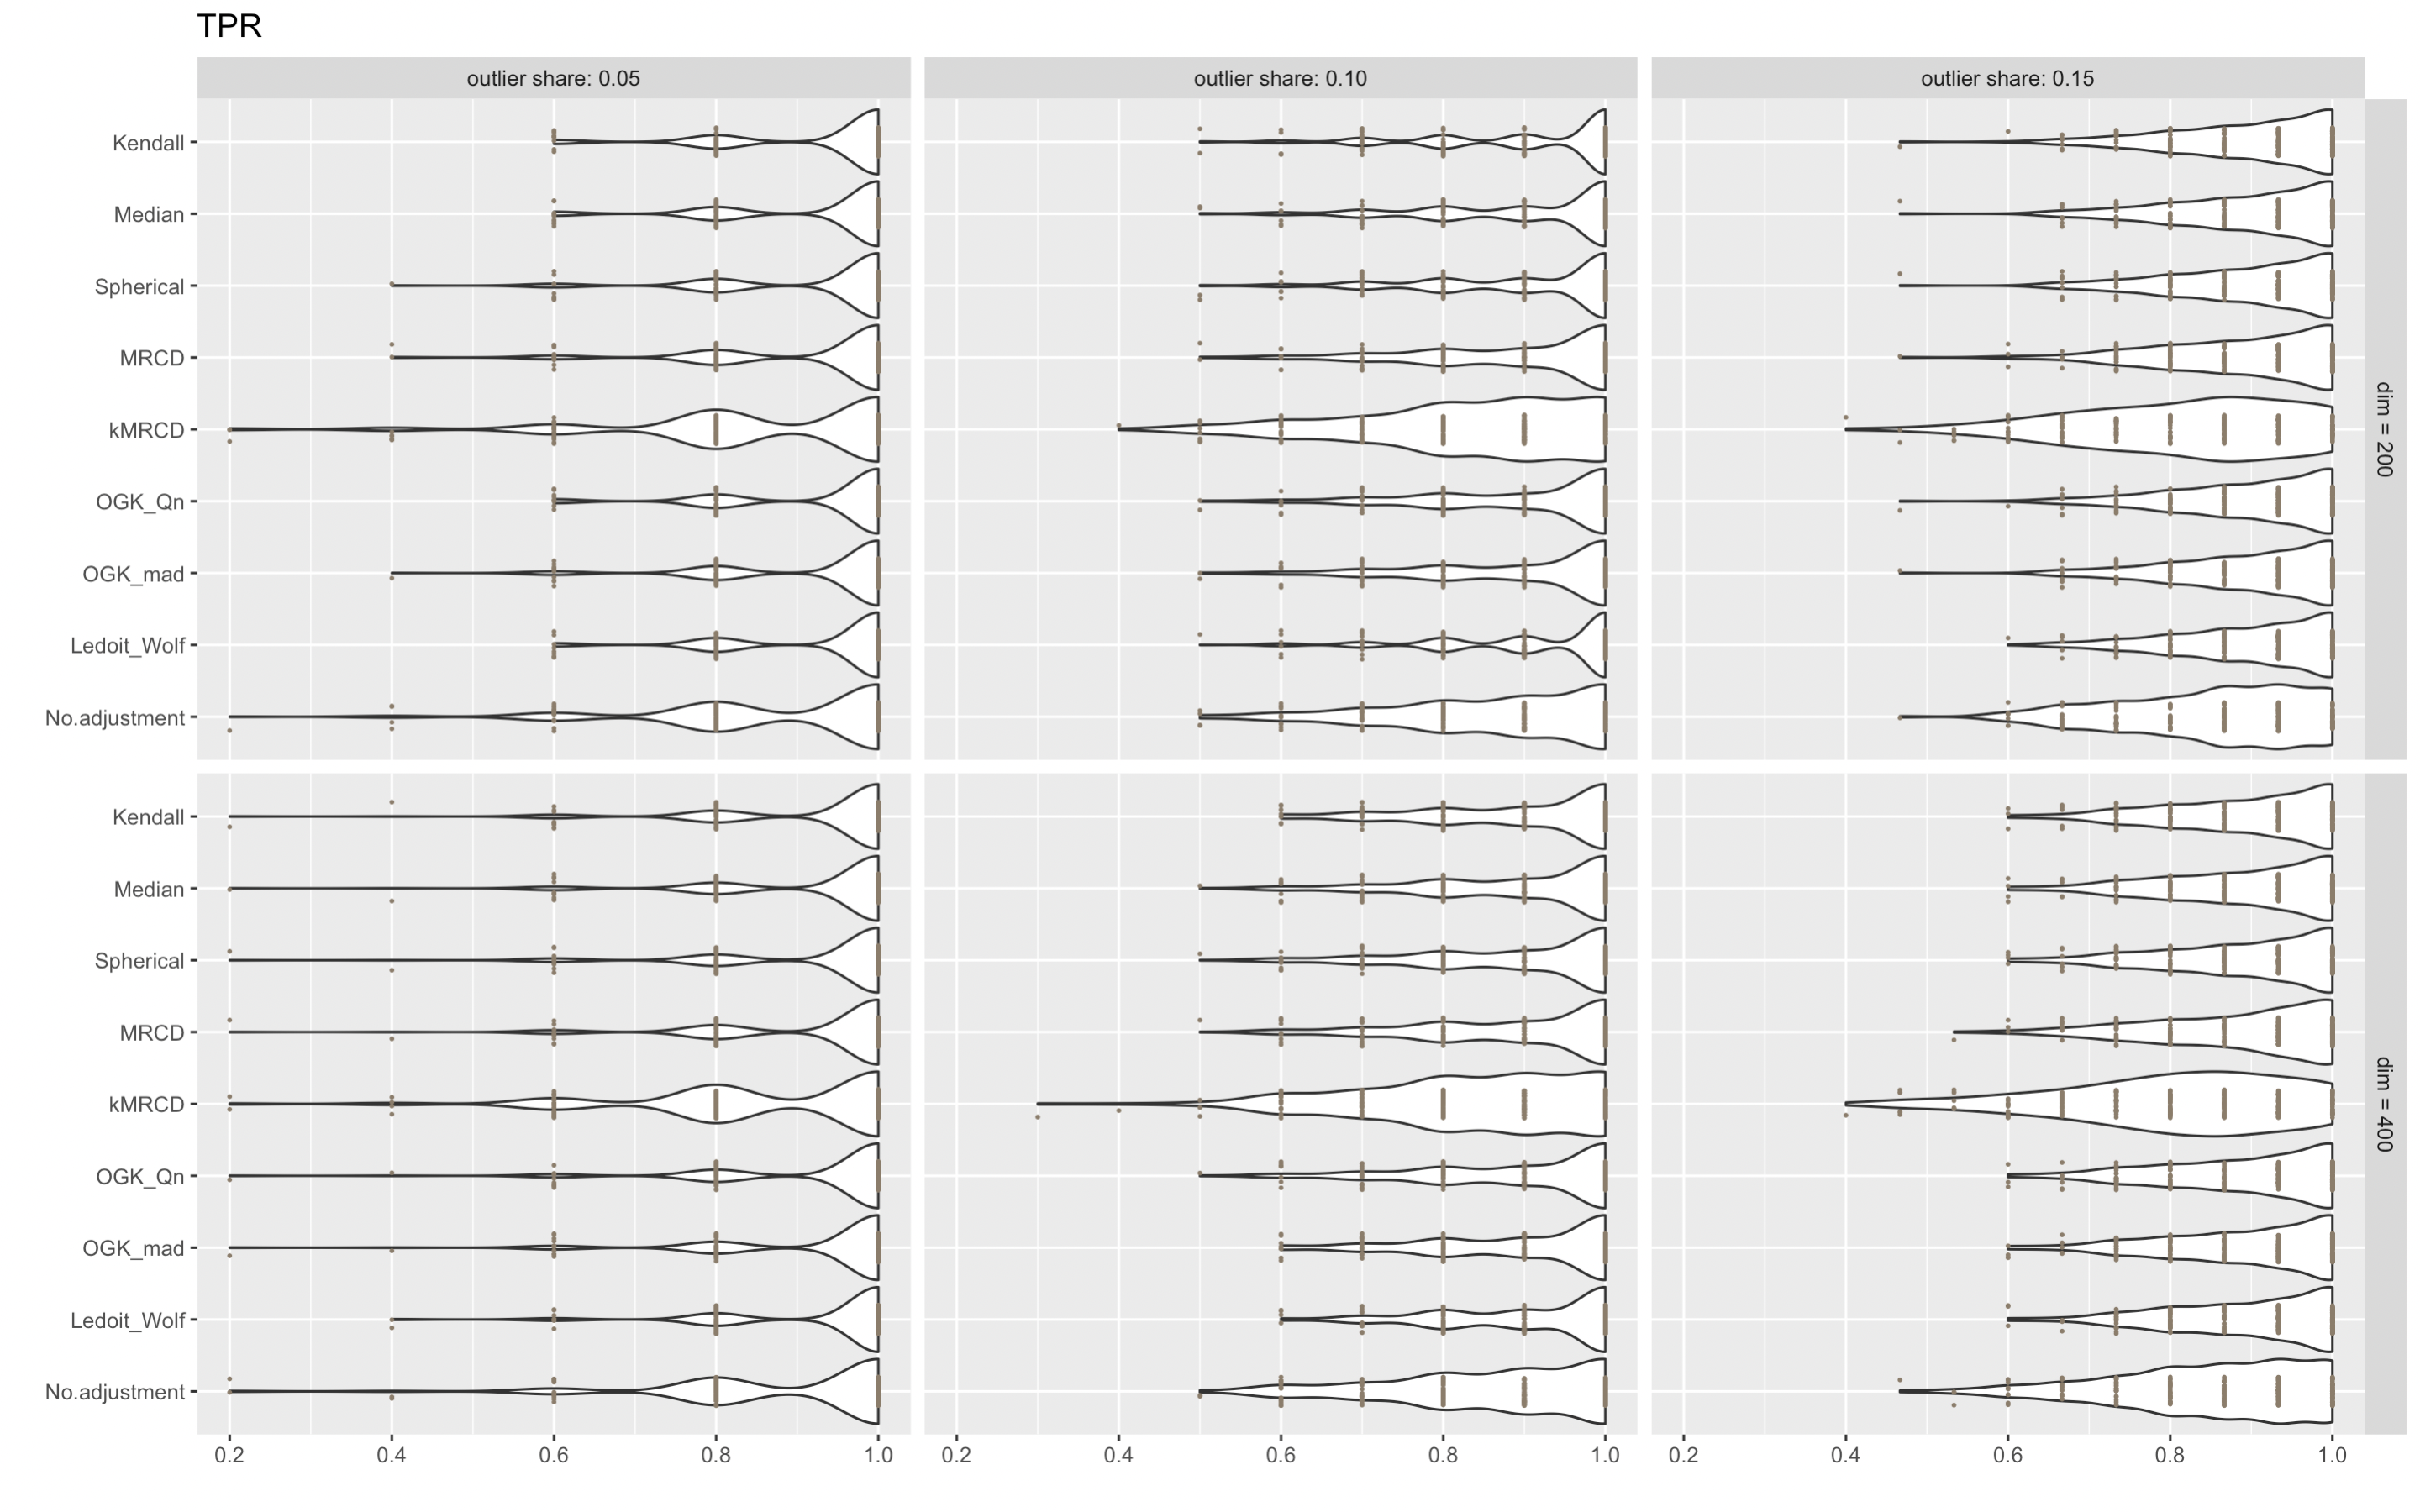 TPR
outlier share: 0.05
outlier share: 0.10
outlier share: 0.15
Kendall
Median
Spherical
MRCD
kMRCD
OGK_Qn
OGK_mad
Ledoit_Wolf
No.adjustment
dim = 200
Kendall
Median
Spherical
MRCD
kMRCD
OGK_Qn
OGK_mad
Ledoit_Wolf
No.adjustment
dim = 400
0.2 0.4 0.6 0.8 1.0
0.2 0.4 0.6 0.8 1.0
0.2 0.4 0.6 0.8 1.0